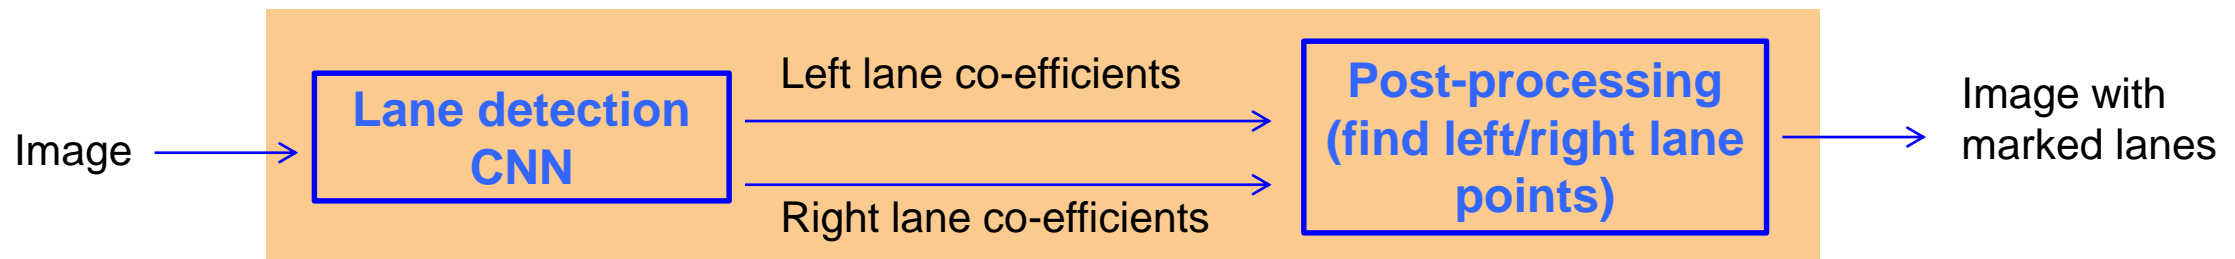 Image
Lane detection
CNN
Left lane co-efficients
Right lane co-efficients
Post-processing
(find left/right lane
points)
Image with
marked lanes